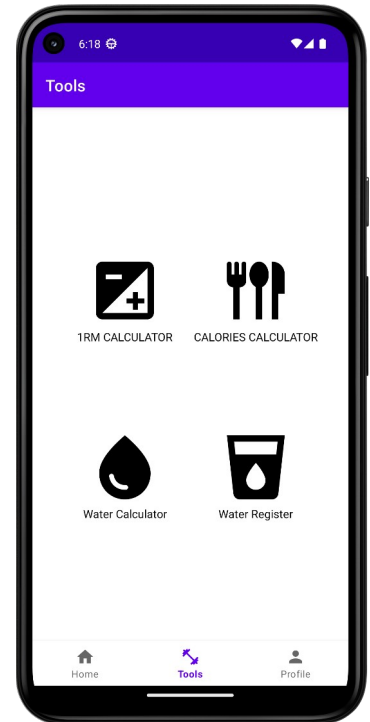 6:18
Tools
1RM CALCULATOR
CALORIES CALCULATOR
Water Calculator
Water Register
Home
Tools
Profile